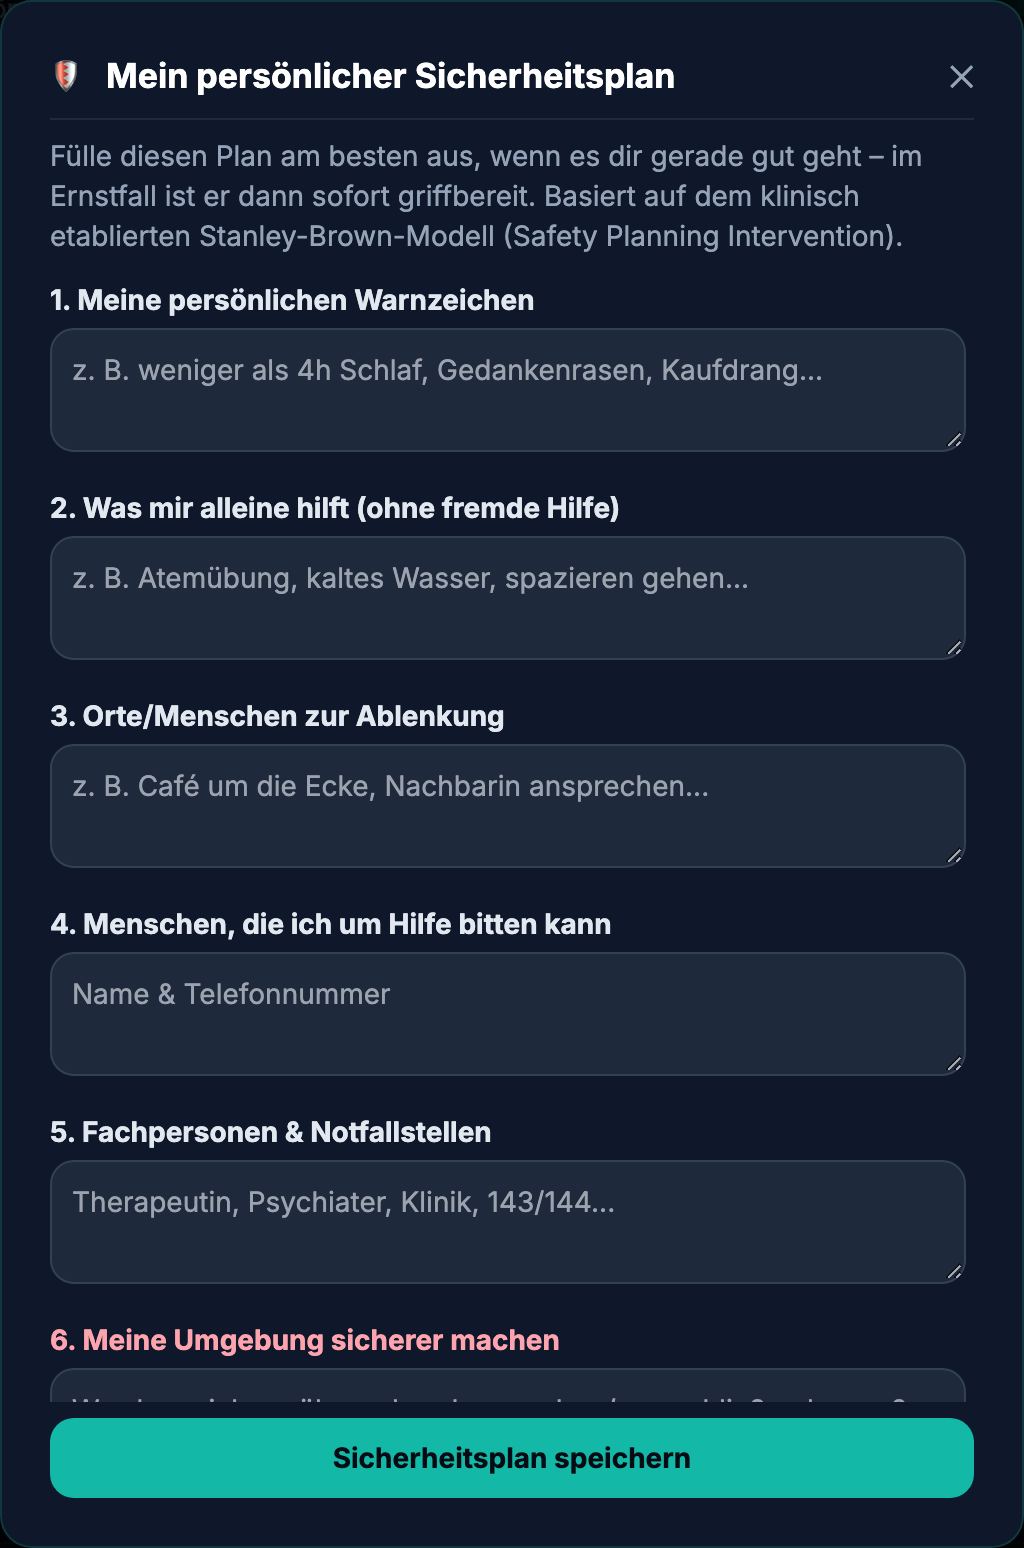 Mein persönlicher Sicherheitsplan
Fülle diesen Plan am besten aus, wenn es dir gerade gut geht – im
Ernstfall ist er dann sofort griffbereit. Basiert auf dem klinisch
etablierten Stanley-Brown-Modell (Safety Planning Intervention).
1. Meine persönlichen Warnzeichen
z. B. weniger als 4h Schlaf, Gedankenrasen, Kaufdrang...
2. Was mir alleine hilft (ohne fremde Hilfe)
z. B. Atemübung, kaltes Wasser, spazieren gehen...
3. Orte/Menschen zur Ablenkung
z. B. Café um die Ecke, Nachbarin ansprechen...
4. Menschen, die ich um Hilfe bitten kann
Name & Telefonnummer
5. Fachpersonen & Notfallstellen
Therapeutin, Psychiater, Klinik, 143/144...
6. Meine Umgebung sicherer machen
Sicherheitsplan speichern